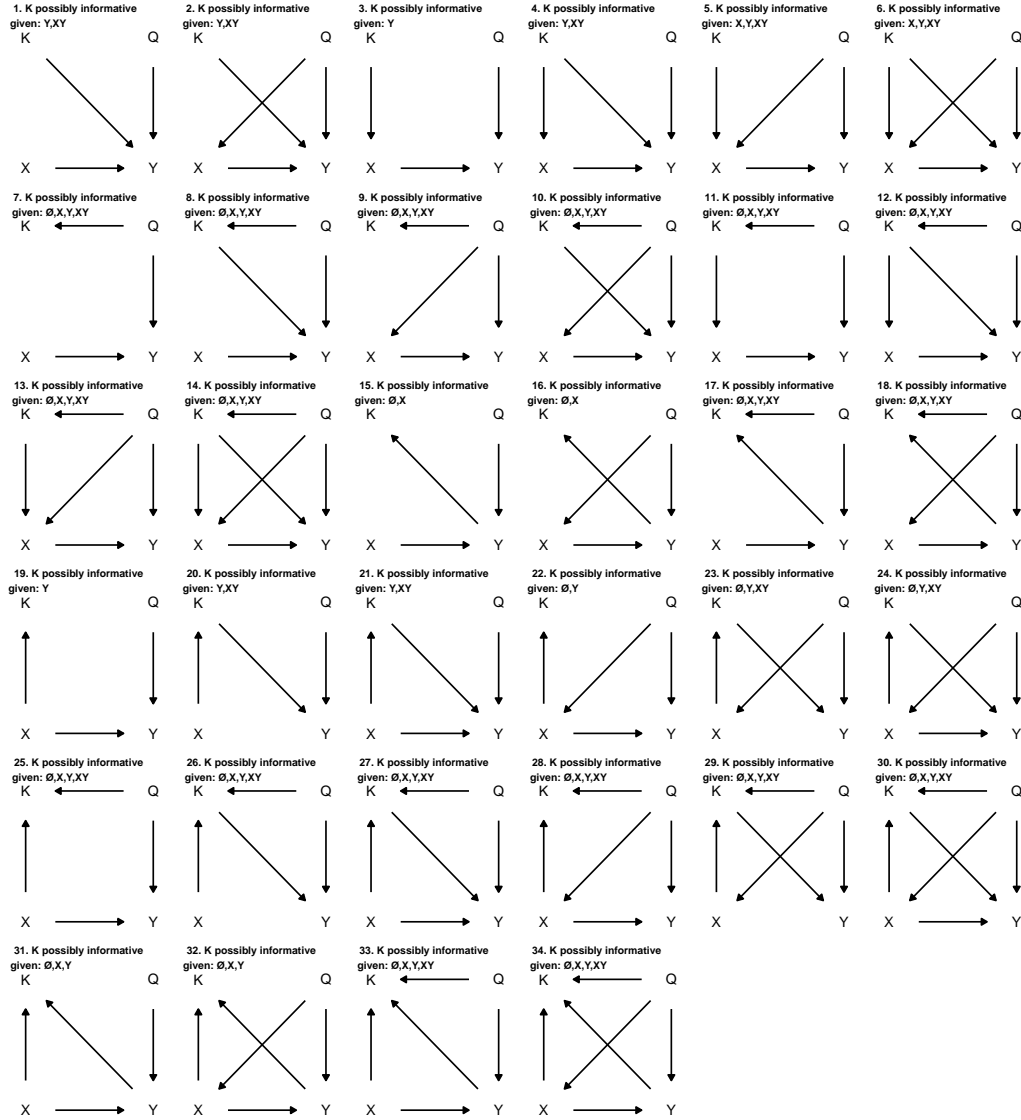 1. K possibly informative
given: Y,XY
K Q
X Y
2. K possibly informative
given: Y,XY
K Q
X Y
3. K possibly informative
given: Y
K Q
X Y
4. K possibly informative
given: Y,XY
K Q
X Y
5. K possibly informative
given: X,Y,XY
K Q
X Y
6. K possibly informative
given: X,Y,XY
K Q
X Y
7. K possibly informative
given: Ø,X,Y,XY
K Q
X Y
8. K possibly informative
given: Ø,X,Y,XY
K Q
X Y
9. K possibly informative
given: Ø,X,Y,XY
K Q
X Y
10. K possibly informative
given: Ø,X,Y,XY
K Q
X Y
11. K possibly informative
given: Ø,X,Y,XY
K Q
X Y
12. K possibly informative
given: Ø,X,Y,XY
K Q
X Y
13. K possibly informative
given: Ø,X,Y,XY
K Q
X Y
14. K possibly informative
given: Ø,X,Y,XY
K Q
X Y
15. K possibly informative
given: Ø,X
K Q
X Y
16. K possibly informative
given: Ø,X
K Q
X Y
17. K possibly informative
given: Ø,X,Y,XY
K Q
X Y
18. K possibly informative
given: Ø,X,Y,XY
K Q
X Y
19. K possibly informative
given: Y
K Q
X Y
20. K possibly informative
given: Y,XY
K Q
X Y
21. K possibly informative
given: Y,XY
K Q
X Y
22. K possibly informative
given: Ø,Y
K Q
X Y
23. K possibly informative
given: Ø,Y,XY
K Q
X Y
24. K possibly informative
given: Ø,Y,XY
K Q
X Y
25. K possibly informative
given: Ø,X,Y,XY
K Q
X Y
26. K possibly informative
given: Ø,X,Y,XY
K Q
X Y
27. K possibly informative
given: Ø,X,Y,XY
K Q
X Y
28. K possibly informative
given: Ø,X,Y,XY
K Q
X Y
29. K possibly informative
given: Ø,X,Y,XY
K Q
X Y
30. K possibly informative
given: Ø,X,Y,XY
K Q
X Y
31. K possibly informative
given: Ø,X,Y
K Q
X Y
32. K possibly informative
given: Ø,X,Y
K Q
X Y
33. K possibly informative
given: Ø,X,Y,XY
K Q
X Y
34. K possibly informative
given: Ø,X,Y,XY
K Q
X Y